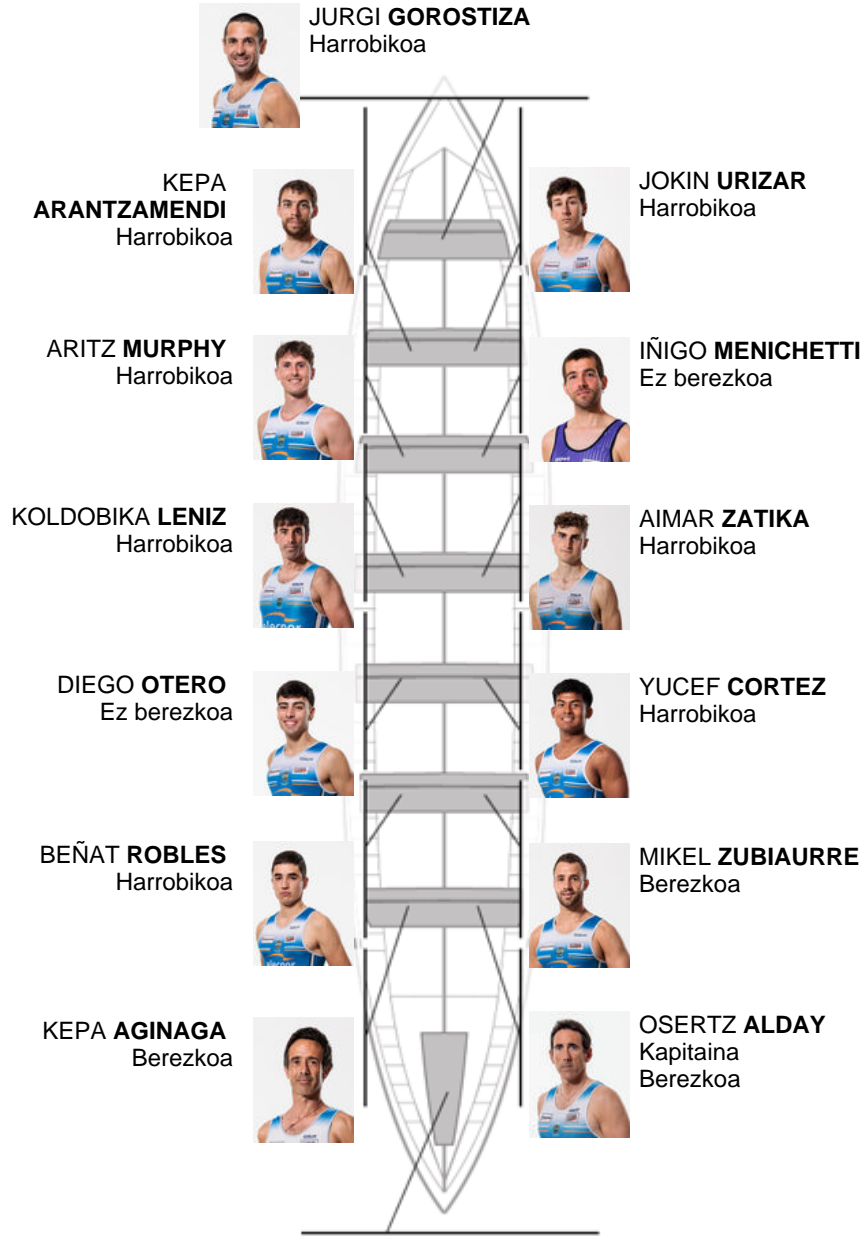 JURGI GOROSTIZA
Harrobikoa
KEPA
ARANTZAMENDI
Harrobikoa
JOKIN URIZAR
Harrobikoa
ARITZ MURPHY
Harrobikoa
IÑIGO MENICHETTI
Ez berezkoa
KOLDOBIKA LENIZ
Harrobikoa
AIMAR ZATIKA
Harrobikoa
DIEGO OTERO
Ez berezkoa
YUCEF CORTEZ
Harrobikoa
BEÑAT ROBLES
Harrobikoa
MIKEL ZUBIAURRE
Berezkoa
KEPA AGINAGA
Berezkoa
OSERTZ ALDAY
Kapitaina
Berezkoa